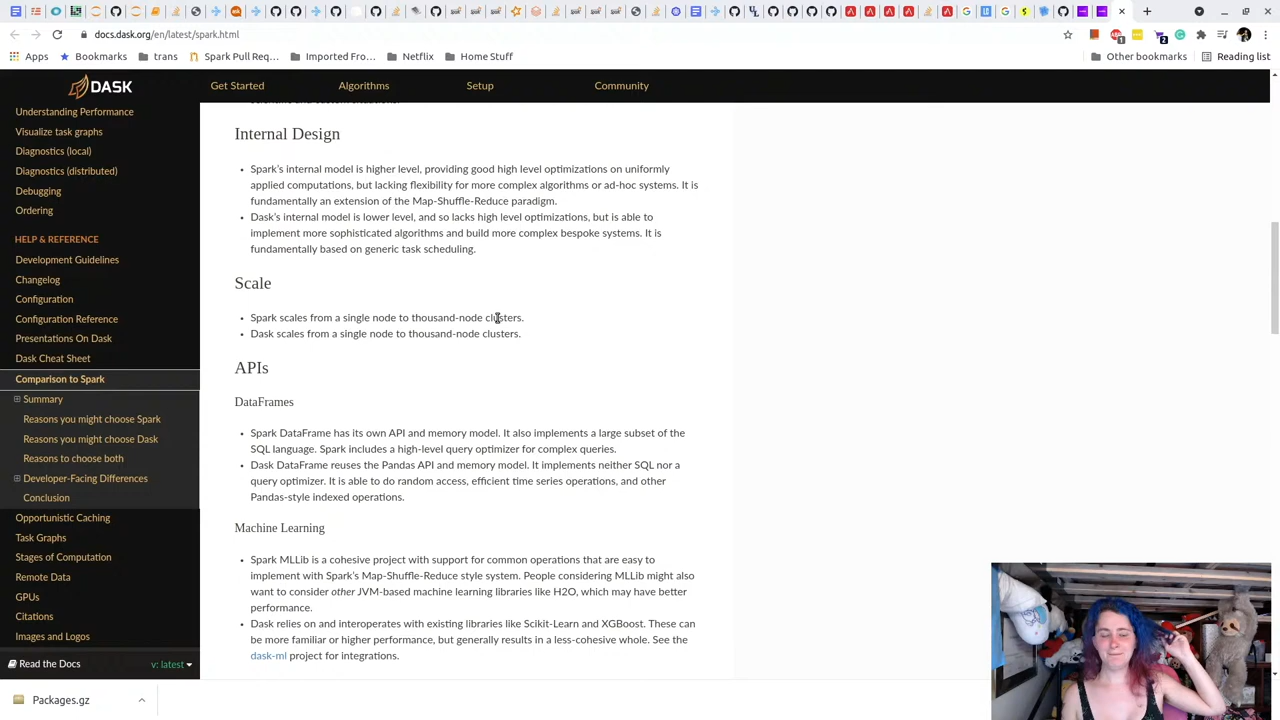 docs.dask.org/en/latest/spark.html
Apps
Bookmarks
trans
Spark Pull Req...
Imported Fro...
Netflix
Home Stuff
Other bookmarks
Reading list
DASK
Get Started
Algorithms
Setup
Community
Understanding Performance
Visualize task graphs
Diagnostics (local)
Diagnostics (distributed)
Debugging
Ordering
HELP & REFERENCE
Development Guidelines
Changelog
Configuration
Configuration Reference
Presentations On Dask
Dask Cheat Sheet
Comparison to Spark
Summary
Reasons you might choose Spark
Reasons you might choose Dask
Reasons to choose both
Developer-Facing Differences
Conclusion
Opportunistic Caching
Task Graphs
Stages of Computation
Remote Data
GPUs
Citations
Images and Logos
Read the Docs
v: latest
Internal Design
• Spark's internal model is higher level, providing good high level optimizations on uniformly
applied computations, but lacking flexibility for more complex algorithms or ad-hoc systems. It is
fundamentally an extension of the Map-Shuffle-Reduce paradigm.
• Dask's internal model is lower level, and so lacks high level optimizations, but is able to
implement more sophisticated algorithms and build more complex bespoke systems. It is
fundamentally based on generic task scheduling.
Scale
• Spark scales from a single node to thousand-node clusters.
• Dask scales from a single node to thousand-node clusters.
APIs
DataFrames
• Spark DataFrame has its own API and memory model. It also implements a large subset of the
SQL language. Spark includes a high-level query optimizer for complex queries.
• Dask DataFrame reuses the Pandas API and memory model. It implements neither SQL nor a
query optimizer. It is able to do random access, efficient time series operations, and other
Pandas-style indexed operations.
Machine Learning
• Spark MLLib is a cohesive project with support for common operations that are easy to
implement with Spark's Map-Shuffle-Reduce style system. People considering MLLib might also
want to consider other JVM-based machine learning libraries like H2O, which may have better
performance.
• Dask relies on and interoperates with existing libraries like Scikit-Learn and XGBoost. These can
be more familiar or higher performance, but generally results in a less-cohesive whole. See the
dask-ml project for integrations.
Packages.gz